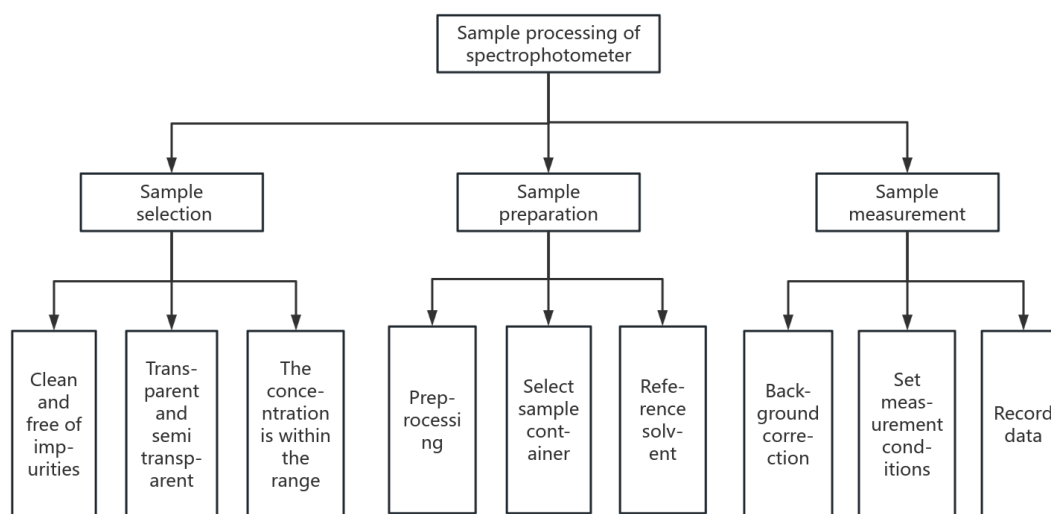 Sample processing of
spectrophotometer
Sample
selection
Sample
preparation
Sample
measurement
Clean
and
free of
imp-
urities
Trans-
parent
and
semi
transp-
arent
The
conce-
ntration
is within
the
range
Prep-
rocessi
ng
Select
sample
cont-
ainer
Refe-
rence
solv-
ent
Back-
ground
corre-
ction
Set
meas-
urement
cond-
itions
Record
data